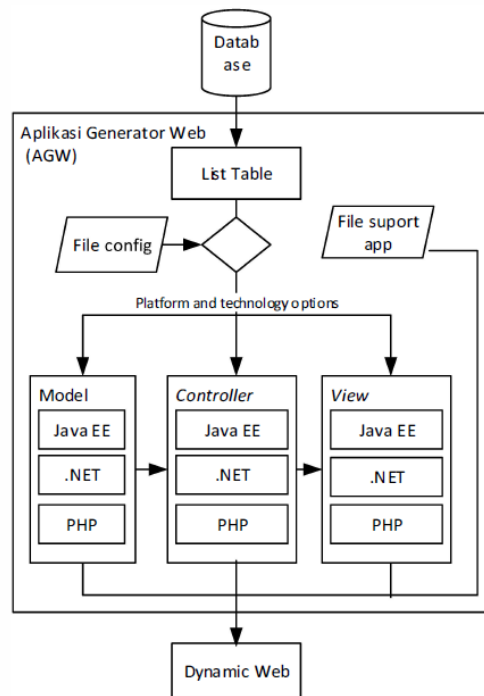 Datab
ase
Aplikasi Generator Web
(AGW)
List Table
File config
File suport
app
Platform and technology options
Model
Java EE
.NET
PHP
Controller
Java EE
.NET
PHP
View
Java EE
.NET
PHP
Dynamic Web